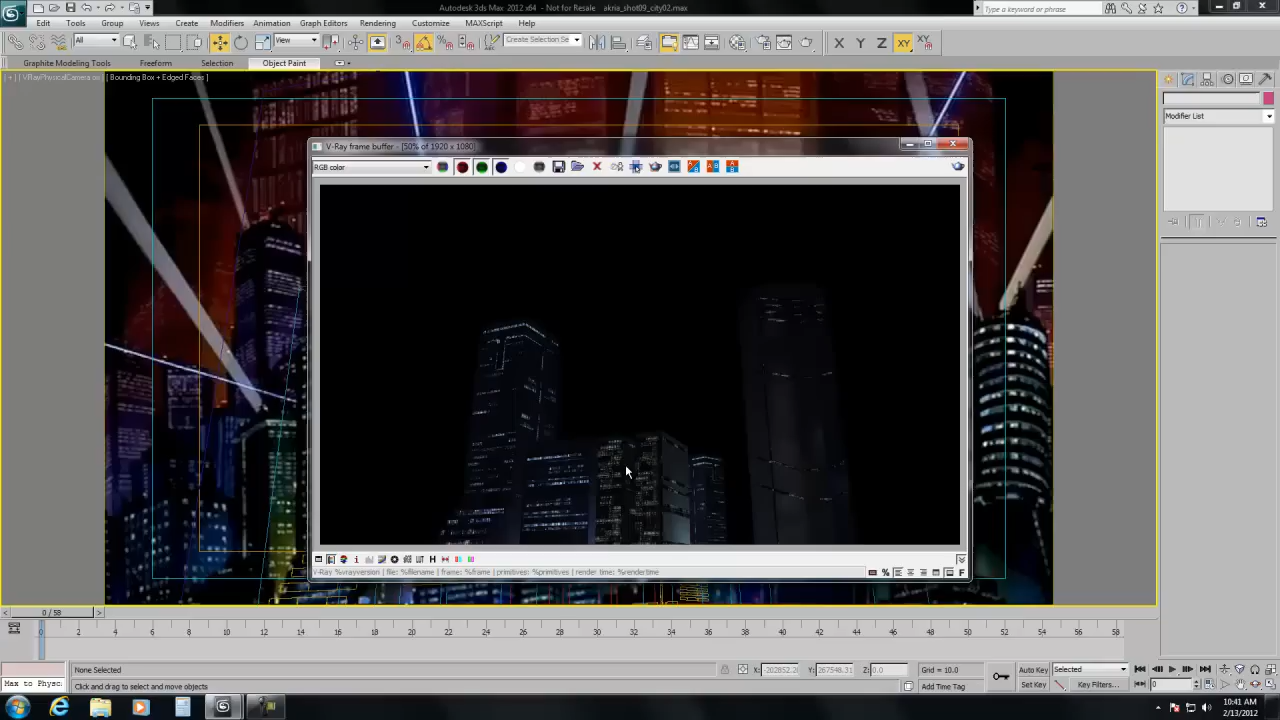 Autodesk 3ds Max 2012 x64 - Not for Resale akria_shot09_city02.max
Type a keyword or phrase
Edit Tools Group Views Create Modifiers Animation Graph Editors Rendering Customize MAXScript Help
All View Create Selection Se X Y Z XY
Graphite Modeling Tools Freeform Selection Object Paint
[ + ] [ Bounding Box + Edged Faces ]
Modifier List
V-Ray frame buffer - [50% of 1920 x 1080]
RGB color
V-Ray %vrayversion | file: %filename | frame: %frame | primitives: %primitives | render time: %rendertime
0 / 58
0 2 4 6 8 10 12 14 16 18 20 22 24 26 28 30 32 34 36 38 40 42 44 46 48 50 52 54 56 58
None Selected X: Y: 267548.31 Z: 0.0 Grid = 10.0 Auto Key Selected
Max to Physc Click and drag to select and move objects Add Time Tag Set Key Key Filters... 0
10:41 AM
2/13/2012